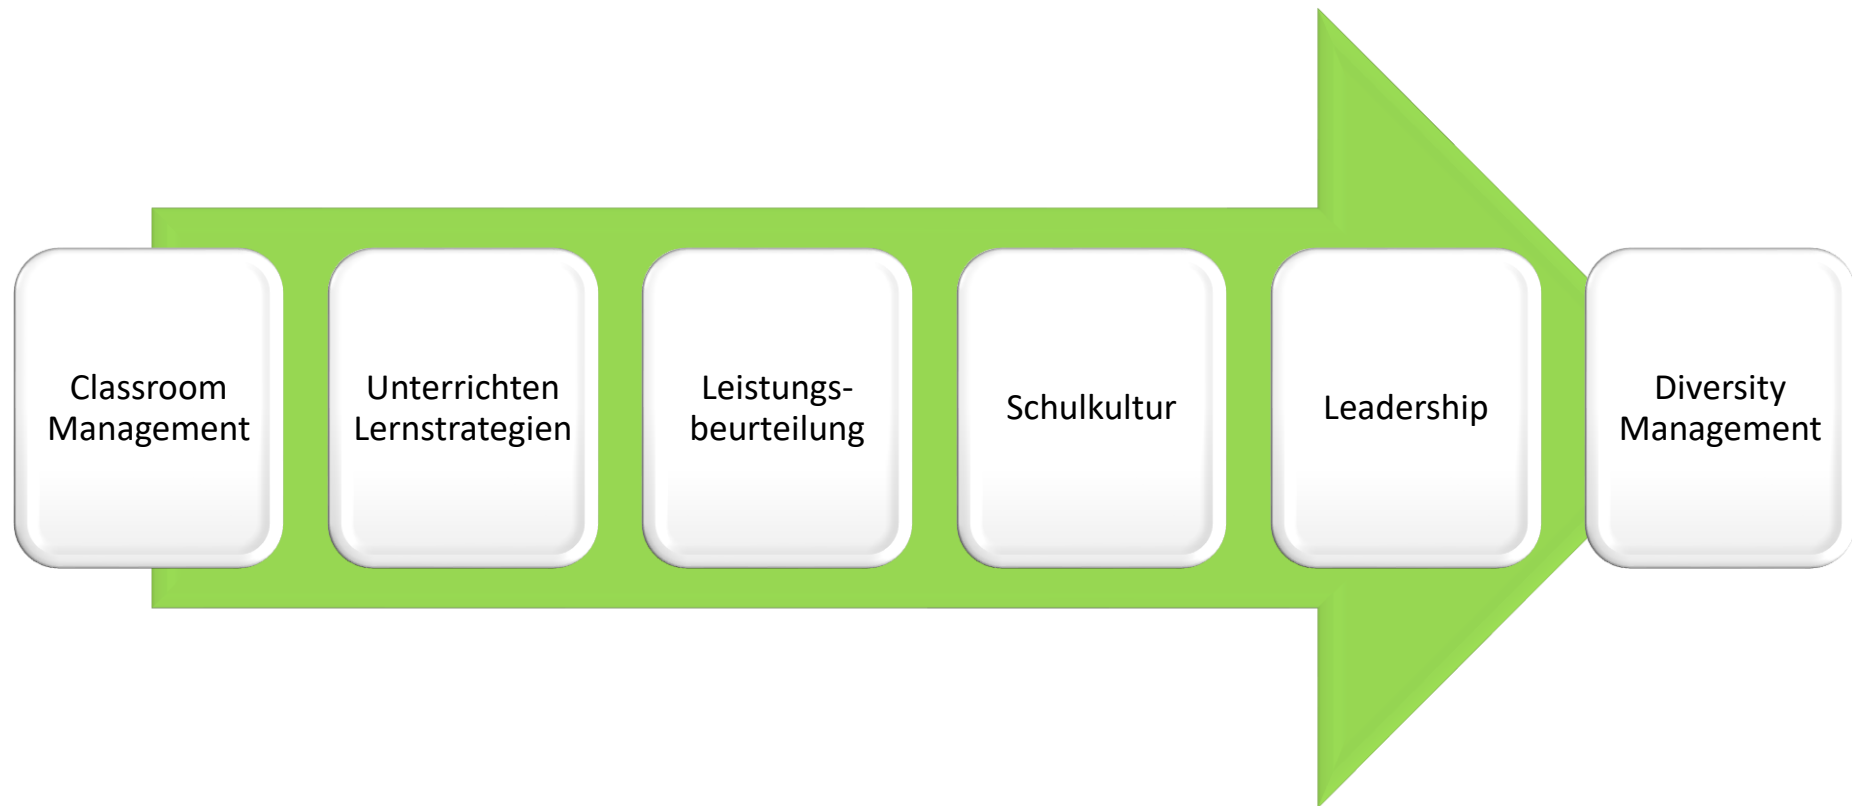 Classroom
Management
Unterrichten
Lernstrategien
Leistungs-
beurteilung
Schulkultur
Leadership
Diversity
Management